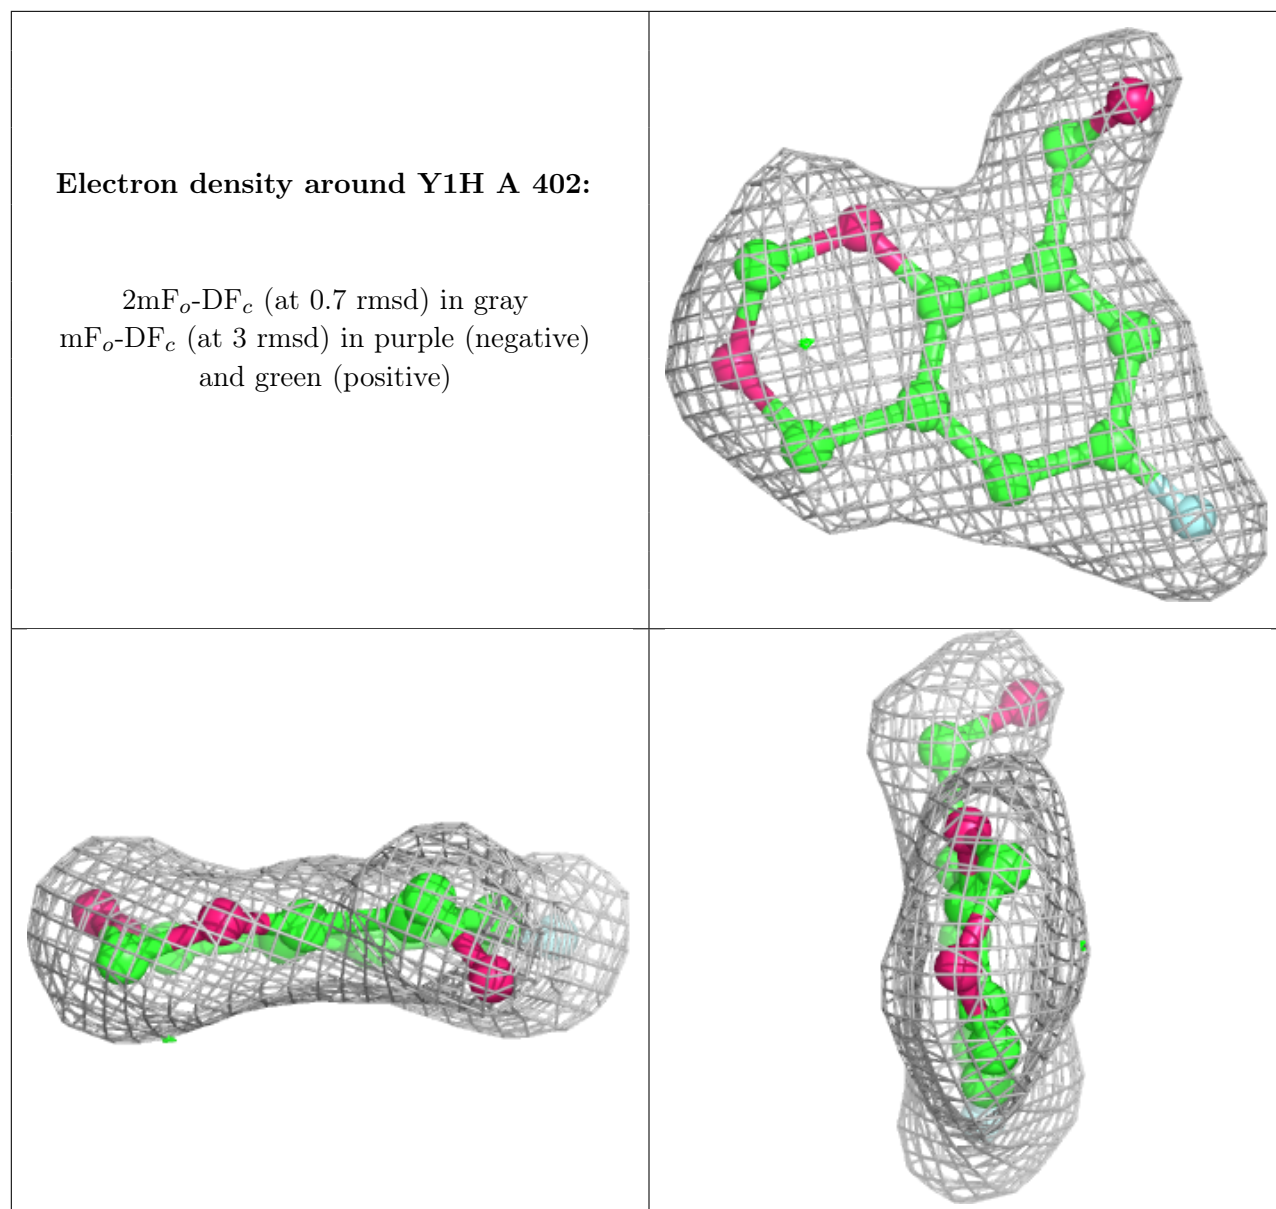 Electron density around Y1H A 402:
2mFo-DFc (at 0.7 rmsd) in gray
mFo-DFc (at 3 rmsd) in purple (negative)
and green (positive)